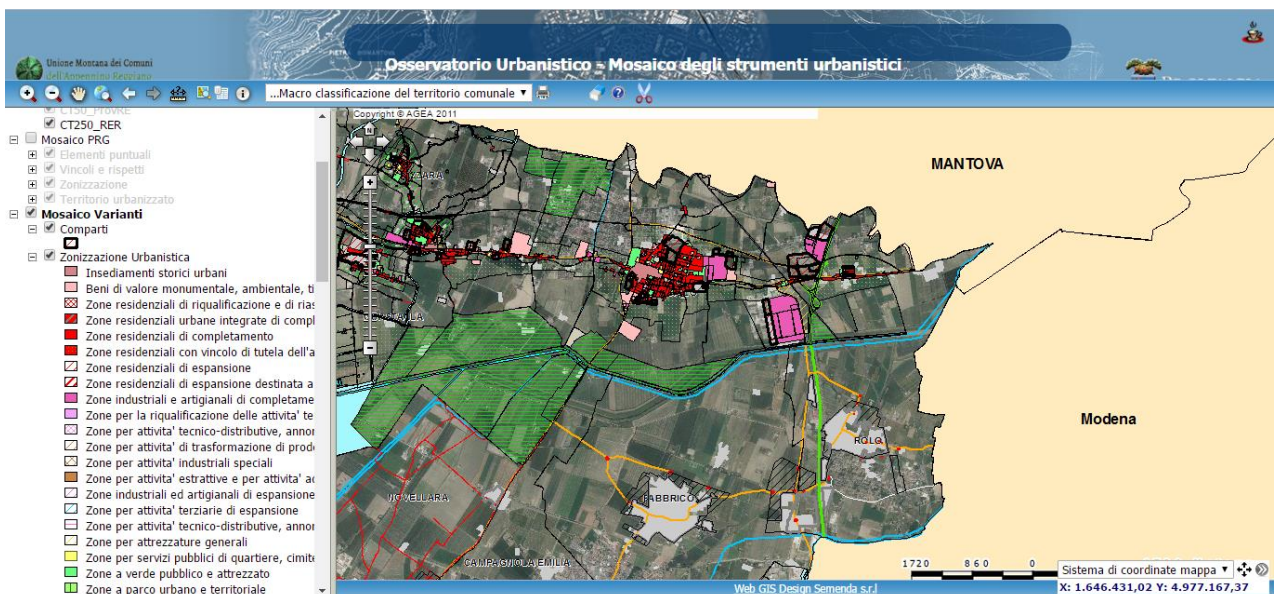 Unione Montana dei Comuni
dell'Appennino Reggiano
Osservatorio Urbanistico - Mosaico degli strumenti urbanistici
...Macro classificazione del territorio comunale
CT50_ProvRE
CT250_RER
Mosaico PRG
Elementi puntuali
Vincoli e rispetti
Zonizzazione
Territorio urbanizzato
Mosaico Varianti
Comparti
Zonizzazione Urbanistica
Insediamenti storici urbani
Beni di valore monumentale, ambientale, ti
Zone residenziali di riqualificazione e di rias
Zone residenziali urbane integrate di compl
Zone residenziali di completamento
Zone residenziali con vincolo di tutela dell'a
Zone residenziali di espansione
Zone residenziali di espansione destinata a
Zone industriali e artigianali di completame
Zone per la riqualificazione delle attivita' te
Zone per attivita' tecnico-distributive, annor
Zone per attivita' di trasformazione di prod
Zone per attivita' industriali speciali
Zone per attivita' estrattive e per attivita' ac
Zone industriali ed artigianali di espansione
Zone per attivita' terziarie di espansione
Zone per attivita' tecnico-distributive, annor
Zone per attrezzature generali
Zone per servizi pubblici di quartiere, cimite
Zone a verde pubblico e attrezzato
Zone a parco urbano e territoriale
Copyright © AGEA 2011
N
MANTOVA
Modena
ROLO
NOVELLARA
FABBRICO
CAMPAGNOLA EMILIA
1720 860 0
Sistema di coordinate mappa
Web GIS Design Semenda s.r.l
X: 1.646.431,02 Y: 4.977.167,37